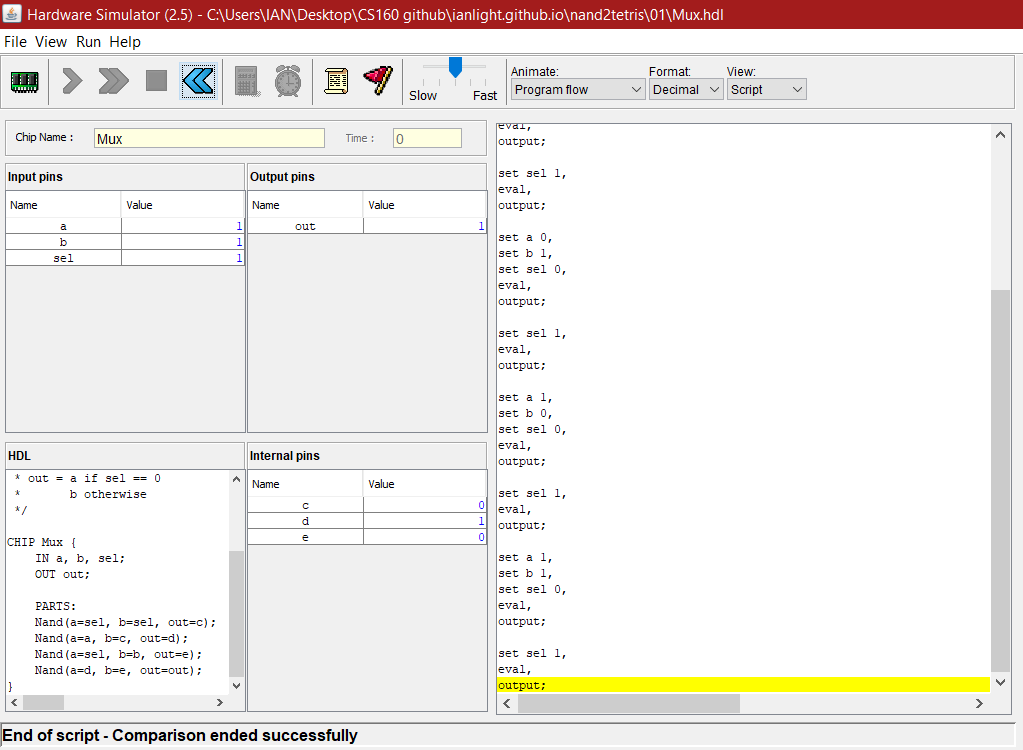 Hardware Simulator (2.5) - C:\Users\IAN\Desktop\CS160 github\ianlight.github.io\nand2tetris\01\Mux.hdl
File View Run Help
Slow Fast
Animate: Format: View:
Program flow Decimal Script
Chip Name : Mux Time : 0
Input pins
Name Value
a 1
b 1
sel 1
Output pins
Name Value
out 1
HDL
* out = a if sel == 0
* b otherwise
*/
CHIP Mux {
IN a, b, sel;
OUT out;
PARTS:
Nand(a=sel, b=sel, out=c);
Nand(a=a, b=c, out=d);
Nand(a=sel, b=b, out=e);
Nand(a=d, b=e, out=out);
}
Internal pins
Name Value
c 0
d 1
e 0
eval,
output;
set sel 1,
eval,
output;
set a 0,
set b 1,
set sel 0,
eval,
output;
set sel 1,
eval,
output;
set a 1,
set b 0,
set sel 0,
eval,
output;
set sel 1,
eval,
output;
set a 1,
set b 1,
set sel 0,
eval,
output;
set sel 1,
eval,
output;
End of script - Comparison ended successfully